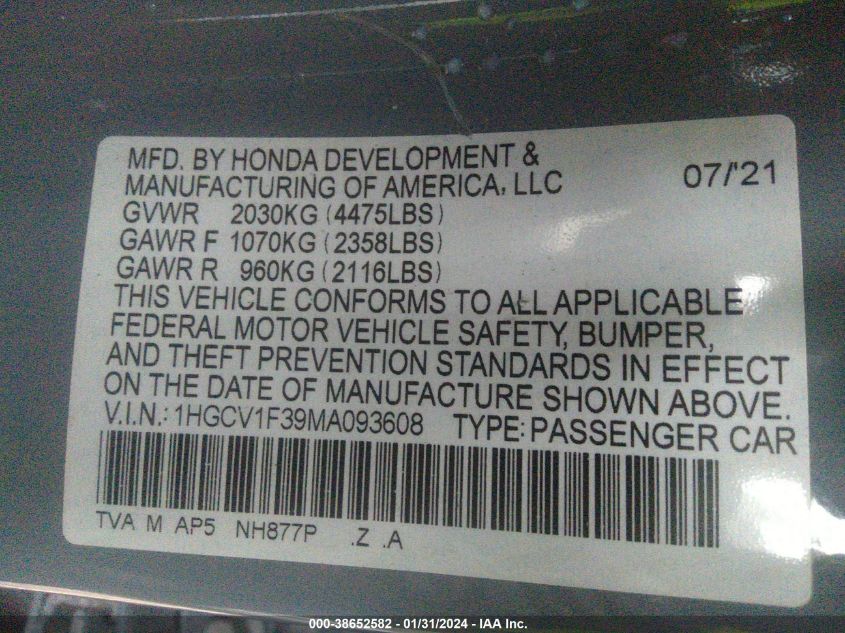 MFD. BY HONDA DEVELOPMENT &
MANUFACTURING OF AMERICA, LLC 07/'21
GVWR 2030KG (4475LBS)
GAWR F 1070KG (2358LBS)
GAWR R 960KG (2116LBS)
THIS VEHICLE CONFORMS TO ALL APPLICABLE
FEDERAL MOTOR VEHICLE SAFETY, BUMPER,
AND THEFT PREVENTION STANDARDS IN EFFECT
ON THE DATE OF MANUFACTURE SHOWN ABOVE.
V.I.N.: 1HGCV1F39MA093608 TYPE: PASSENGER CAR
TVA M AP5 NH877P .Z .A
000-38652582 - 01/31/2024 - IAA Inc.